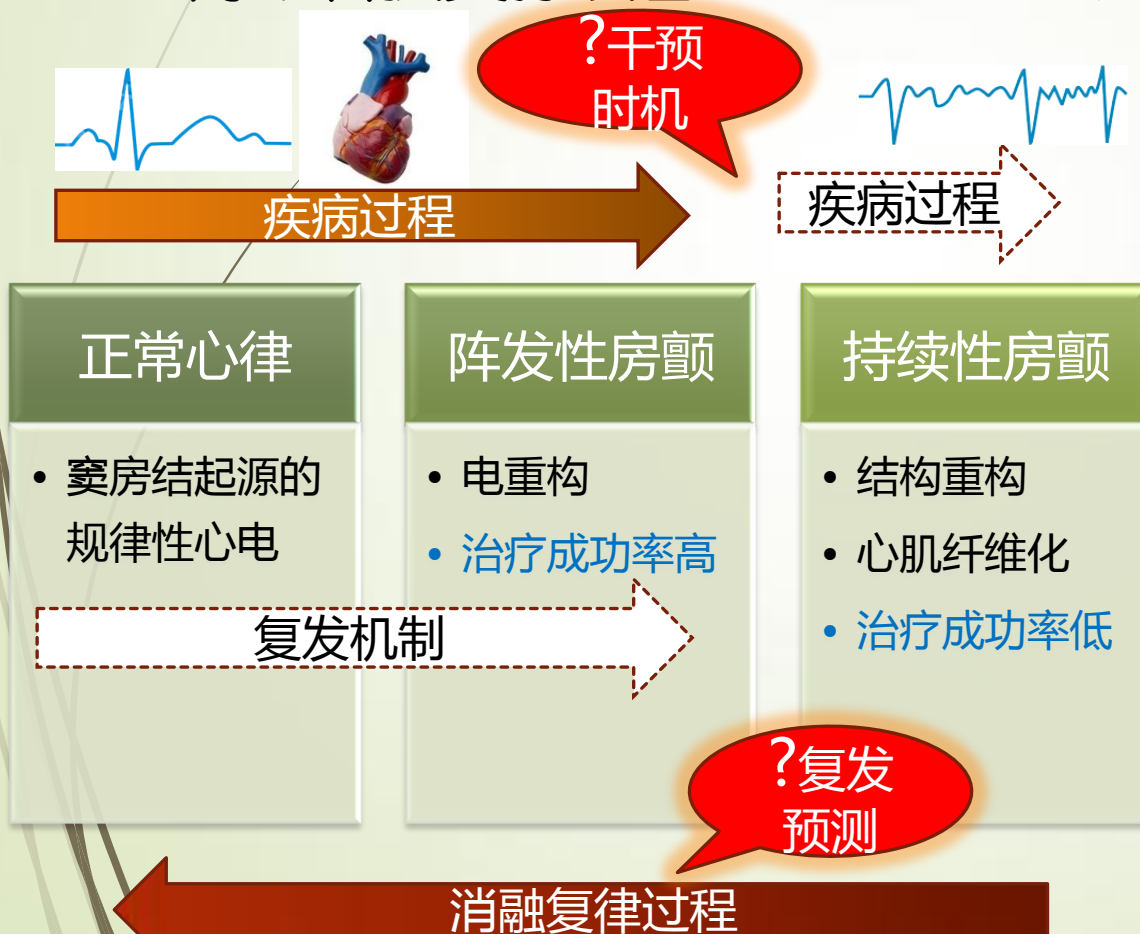 ?干预
时机
疾病过程
疾病过程
正常心律
阵发性房颤
持续性房颤
• 窦房结起源的
规律性心电
• 电重构
• 治疗成功率高
• 结构重构
• 心肌纤维化
• 治疗成功率低
复发机制
?复发
预测
消融复律过程